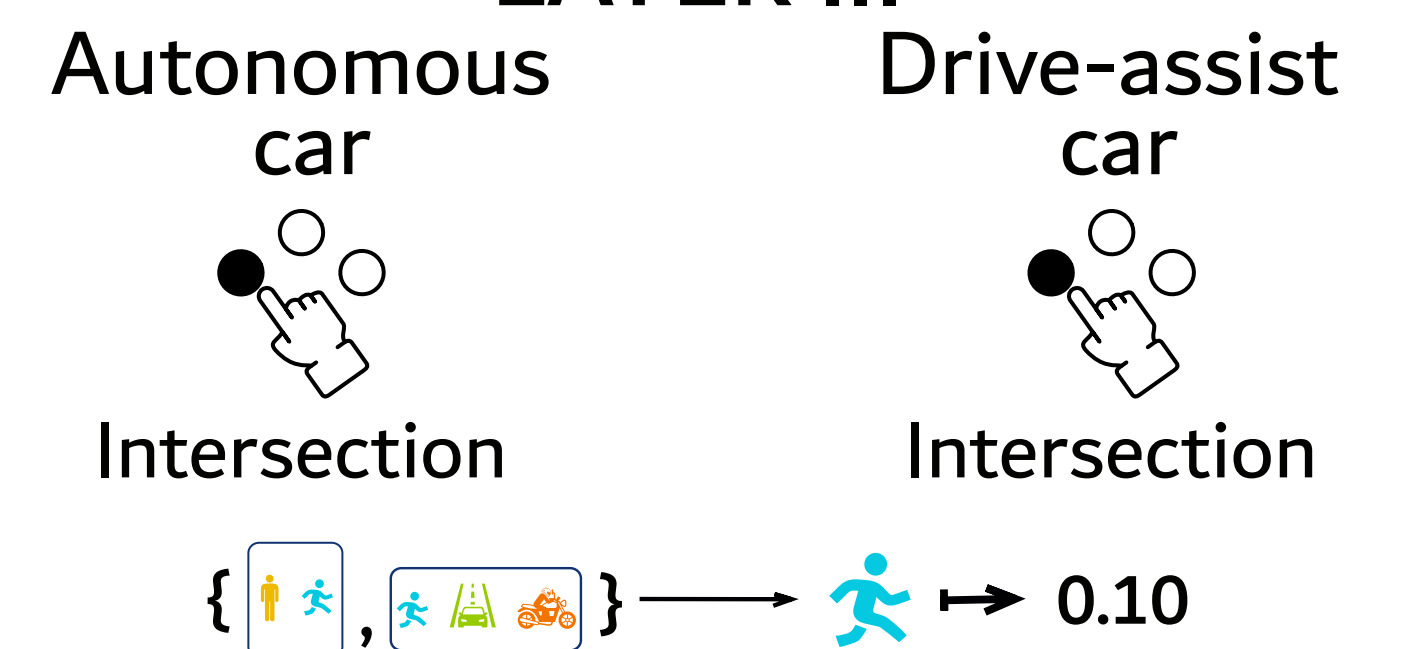 Autonomous
car
Drive-assist
car
Intersection
Intersection
{ , } 0.10